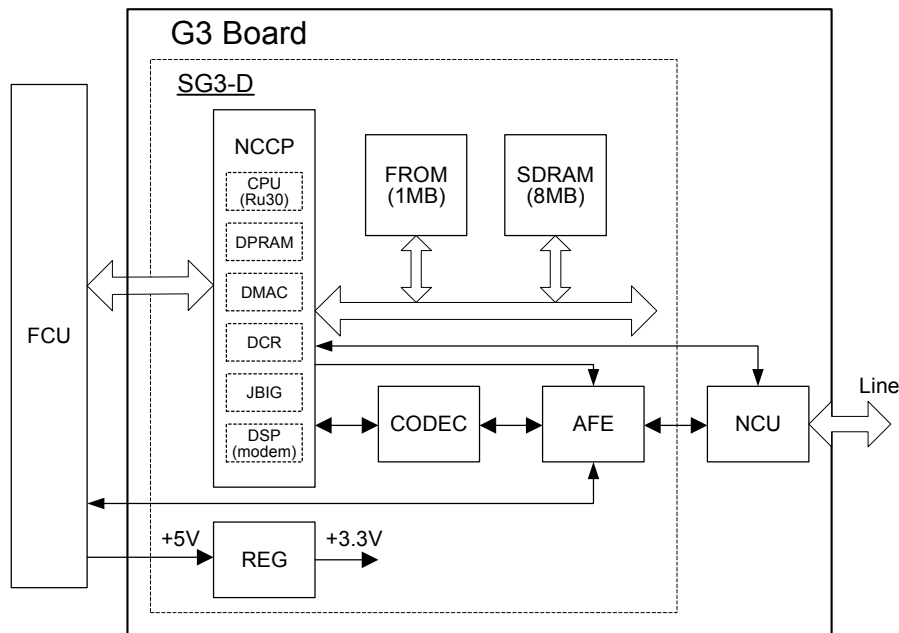 G3 Board
SG3-D
NCCP
CPU
(Ru30)
DPRAM
DMAC
DCR
JBIG
DSP
(modem)
FROM
(1MB)
SDRAM
(8MB)
FCU
CODEC
AFE
NCU
Line
+5V
REG
+3.3V